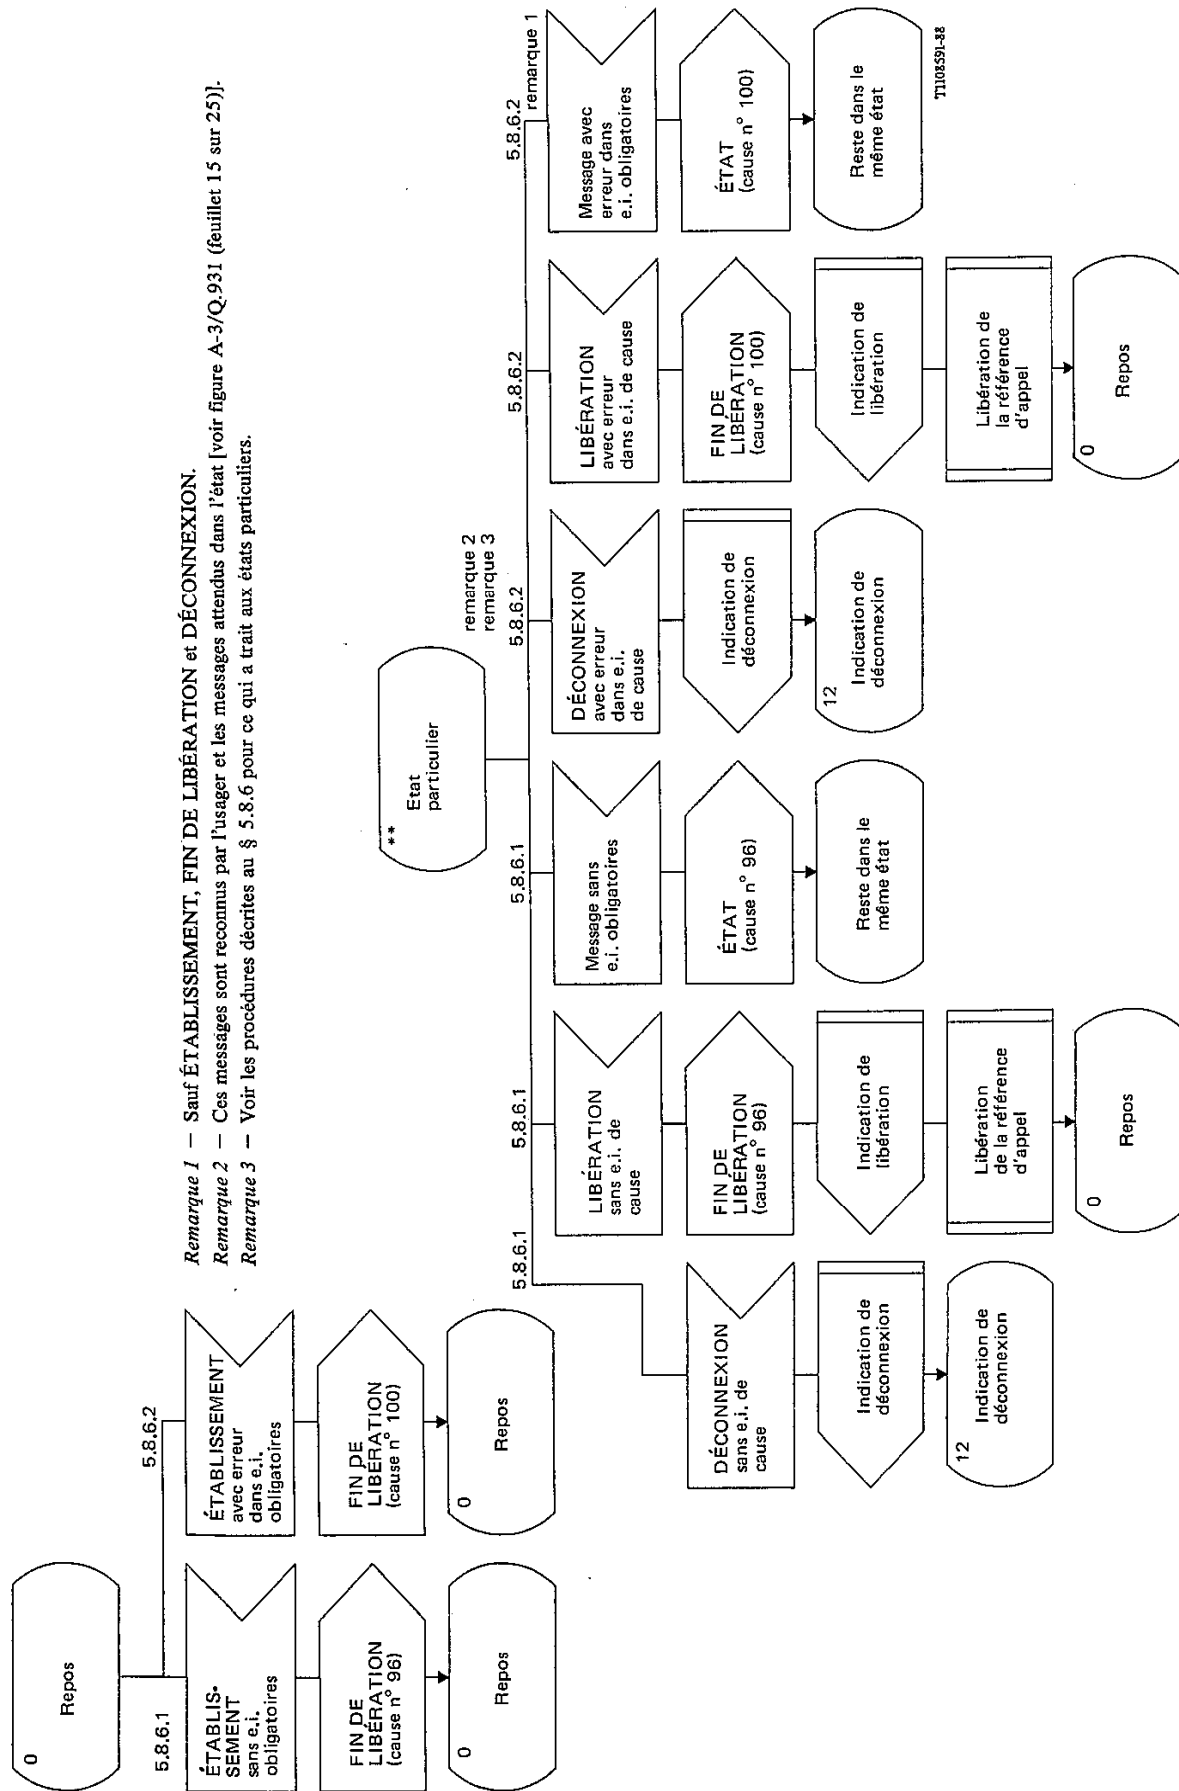 0
Repos
5.8.6.1
5.8.6.2
ÉTABLIS-
SEMENT
sans e.i.
obligatoires
ÉTABLISSEMENT
avec erreur
dans e.i.
obligatoires
FIN DE
LIBÉRATION
(cause n° 96)
FIN DE
LIBÉRATION
(cause n° 100)
0
Repos
0
Repos
Remarque 1 — Sauf ÉTABLISSEMENT, FIN DE LIBÉRATION et DÉCONNEXION.
Remarque 2 — Ces messages sont reconnus par l'usager et les messages attendus dans l'état [voir figure A-3/Q.931 (feuillet 15 sur 25)].
Remarque 3 — Voir les procédures décrites au § 5.8.6 pour ce qui a trait aux états particuliers.
**
Etat
particulier
remarque 2
remarque 3
5.8.6.1
5.8.6.1
5.8.6.1
5.8.6.2
5.8.6.2
5.8.6.2
remarque 1
DÉCONNEXION
sans e.i. de
cause
Indication de
déconnexion
12
Indication de
déconnexion
LIBÉRATION
sans e.i. de
cause
FIN DE
LIBÉRATION
(cause n° 96)
Indication de
libération
Libération
de la référence
d'appel
0
Repos
Message sans
e.i. obligatoires
ÉTAT
(cause n° 96)
Reste dans le
même état
DÉCONNEXION
avec erreur
dans e.i.
de cause
Indication de
déconnexion
12
Indication de
déconnexion
LIBÉRATION
avec erreur
dans e.i. de cause
FIN DE
LIBÉRATION
(cause n° 100)
Indication de
libération
Libération de
la référence
d'appel
0
Repos
Message avec
erreur dans
e.i. obligatoires
ÉTAT
(cause n° 100)
Reste dans le
même état
T1108591-88